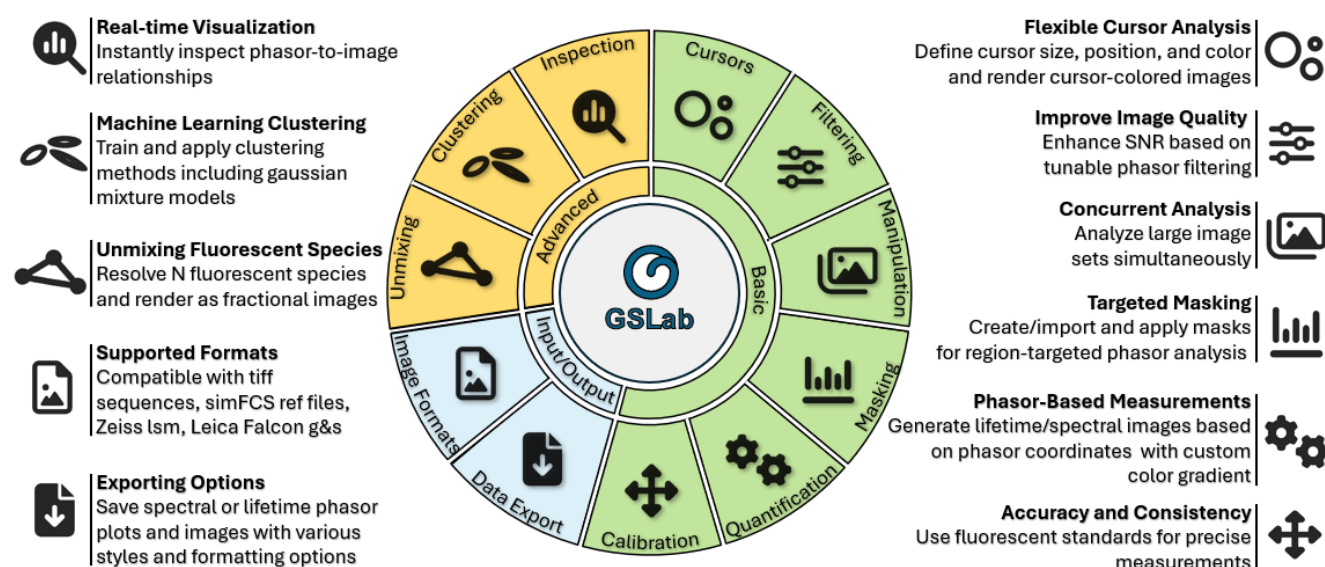 Real-time Visualization
Instantly inspect phasor-to-image
relationships
Machine Learning Clustering
Train and apply clustering
methods including gaussian
mixture models
Unmixing Fluorescent Species
Resolve N fluorescent species
and render as fractional images
Supported Formats
Compatible with tiff
sequences, simFCS ref files,
Zeiss lsm, Leica Falcon g&s
Exporting Options
Save spectral or lifetime phasor
plots and images with various
styles and formatting options
Inspection
Clustering
Unmixing
Image Formats
Data Export
Calibration
Quantification
Masking
Manipulation
Filtering
Cursors
Advanced
Input/Output
Basic
GSLab
Flexible Cursor Analysis
Define cursor size, position, and color
and render cursor-colored images
Improve Image Quality
Enhance SNR based on
tunable phasor filtering
Concurrent Analysis
Analyze large image
sets simultaneously
Targeted Masking
Create/import and apply masks
for region-targeted phasor analysis
Phasor-Based Measurements
Generate lifetime/spectral images based
on phasor coordinates with custom
color gradient
Accuracy and Consistency
Use fluorescent standards for precise
measurements